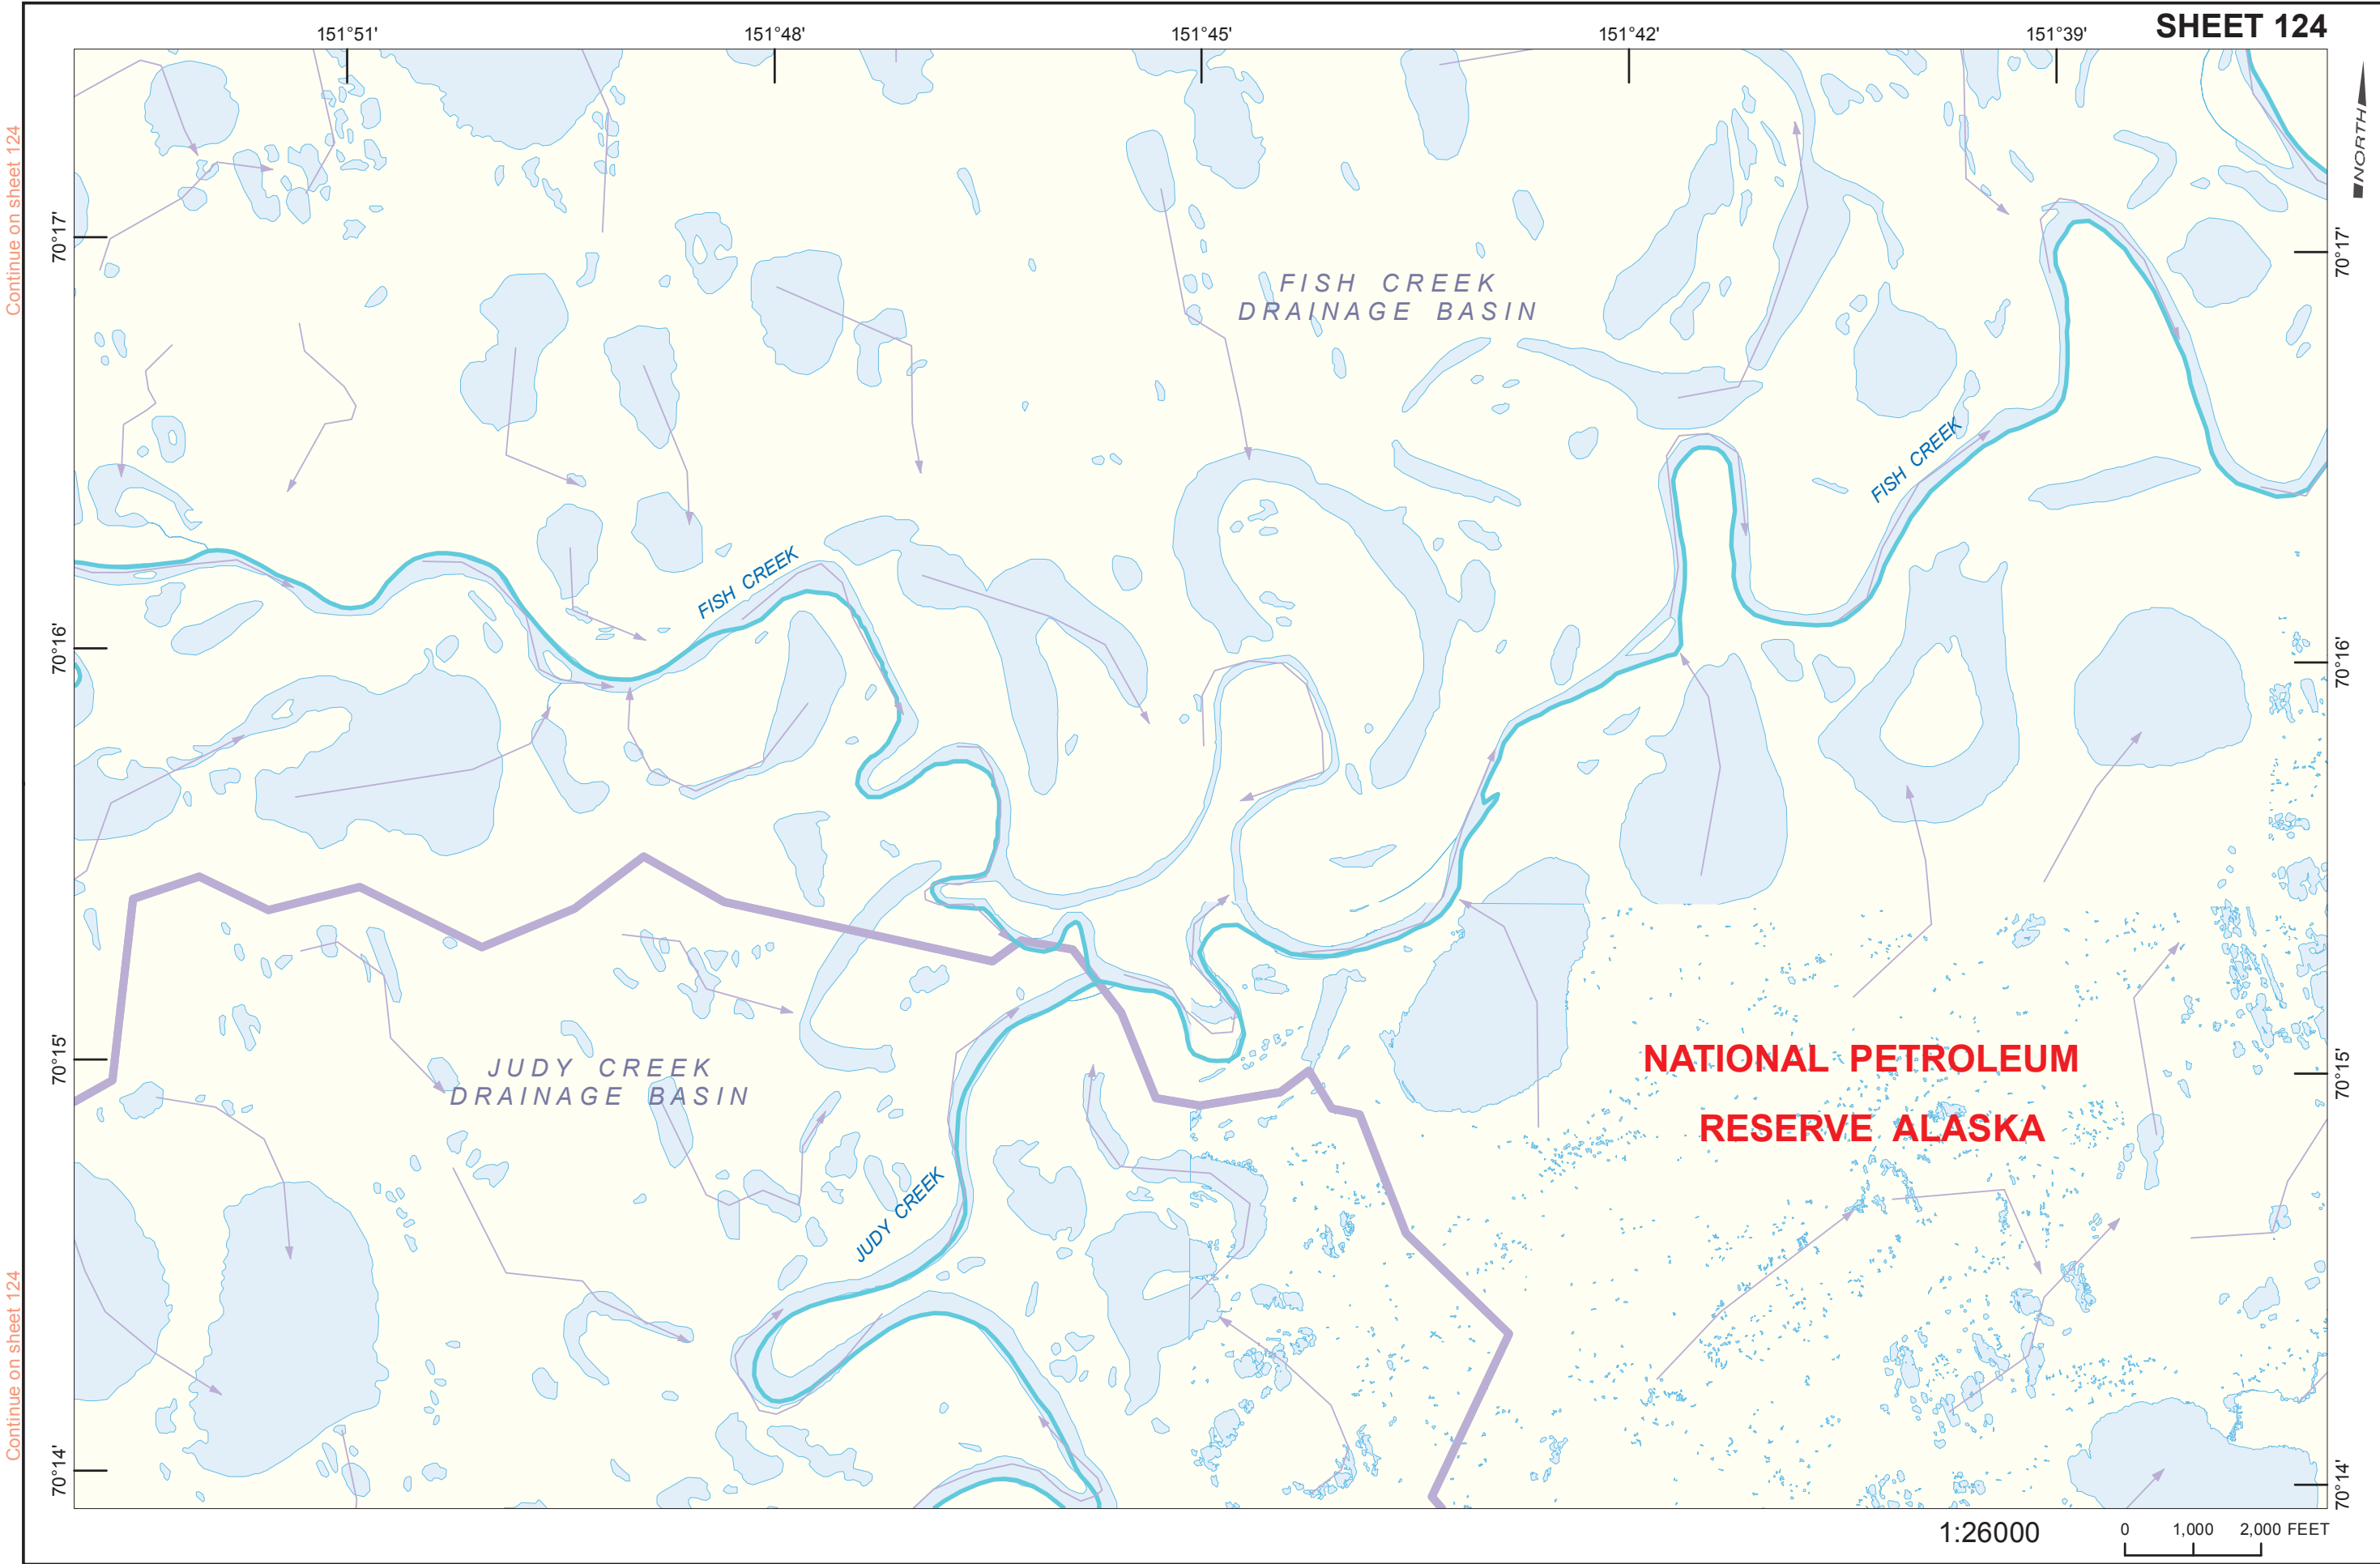 SHEET 124
151°51'
151°48'
151°45'
151°42'
151°39'
NORTH
Continue on sheet 124
70°17'
70°17'
FISH CREEK
DRAINAGE BASIN
FISH CREEK
FISH CREEK
70°16'
70°16'
70°15'
70°15'
NATIONAL PETROLEUM
RESERVE ALASKA
JUDY CREEK
DRAINAGE BASIN
JUDY CREEK
Continue on sheet 124
70°14'
70°14'
1:26000
0 1,000 2,000 FEET